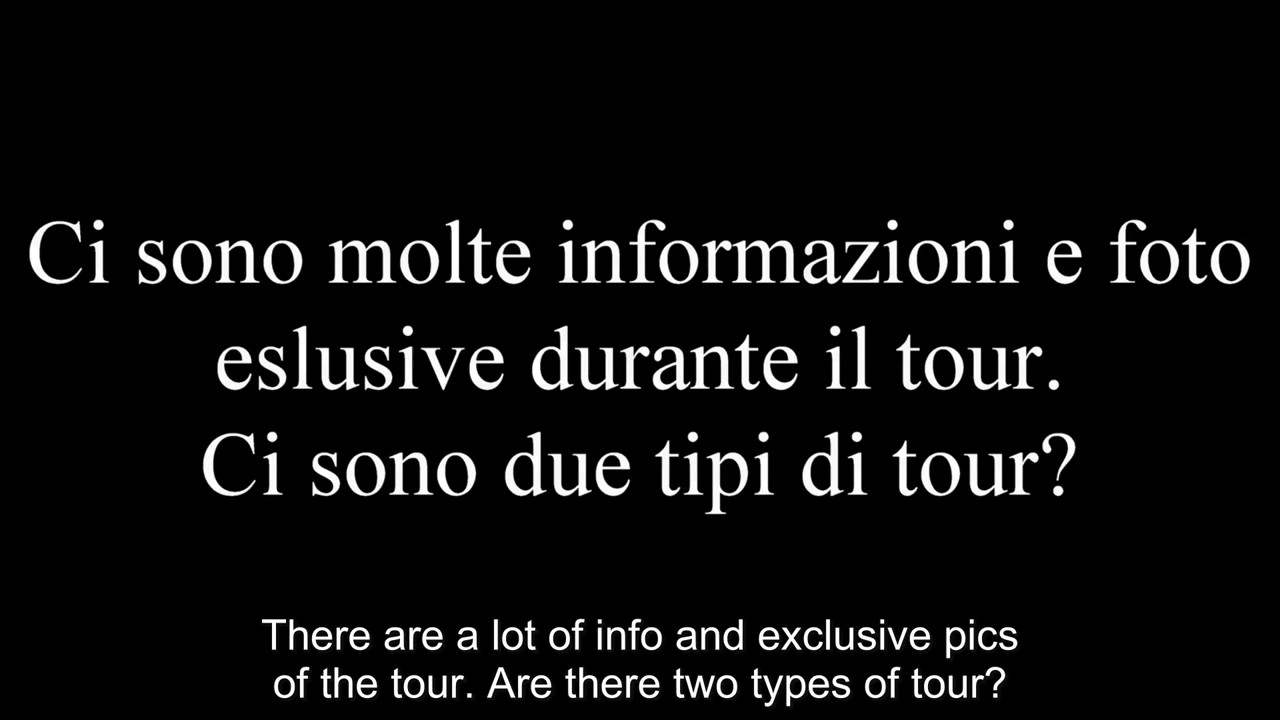 Ci sono molte informazioni e foto
eslusive durante il tour.
Ci sono due tipi di tour?
There are a lot of info and exclusive pics
of the tour. Are there two types of tour?